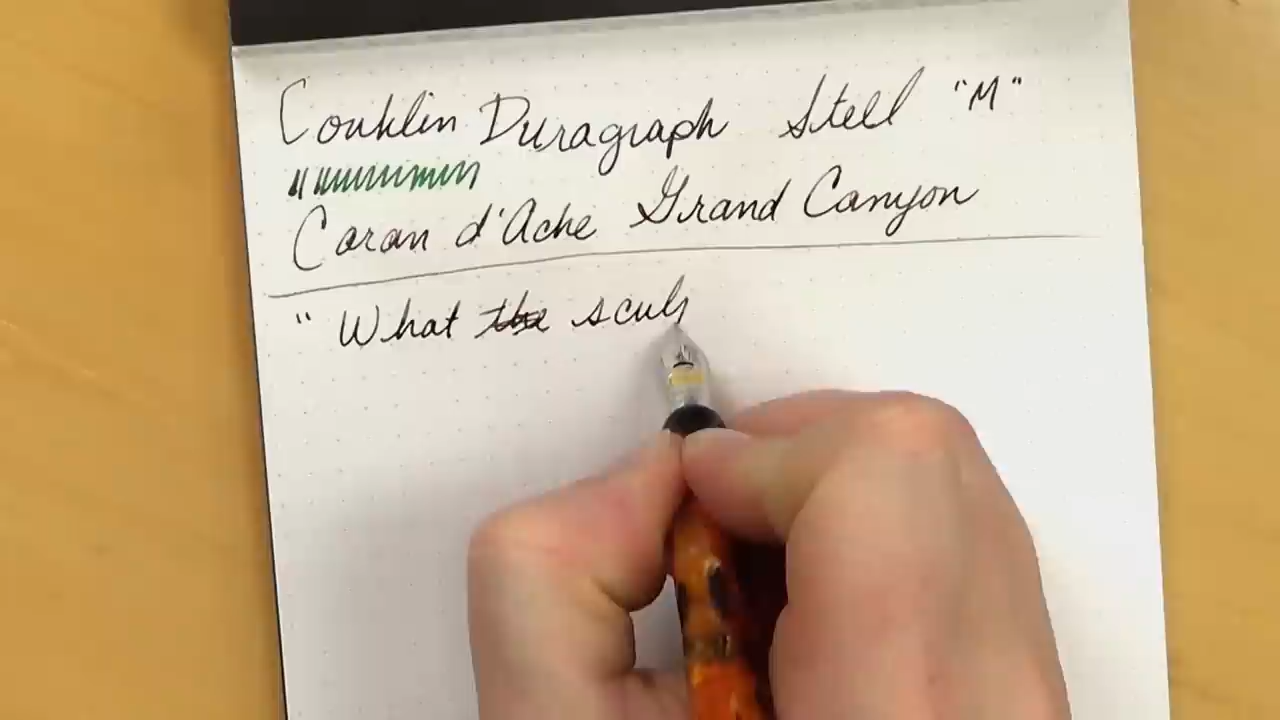 Conklin Duragraph Steel "M"
Caran d'Ache Grand Canyon
" What the scul